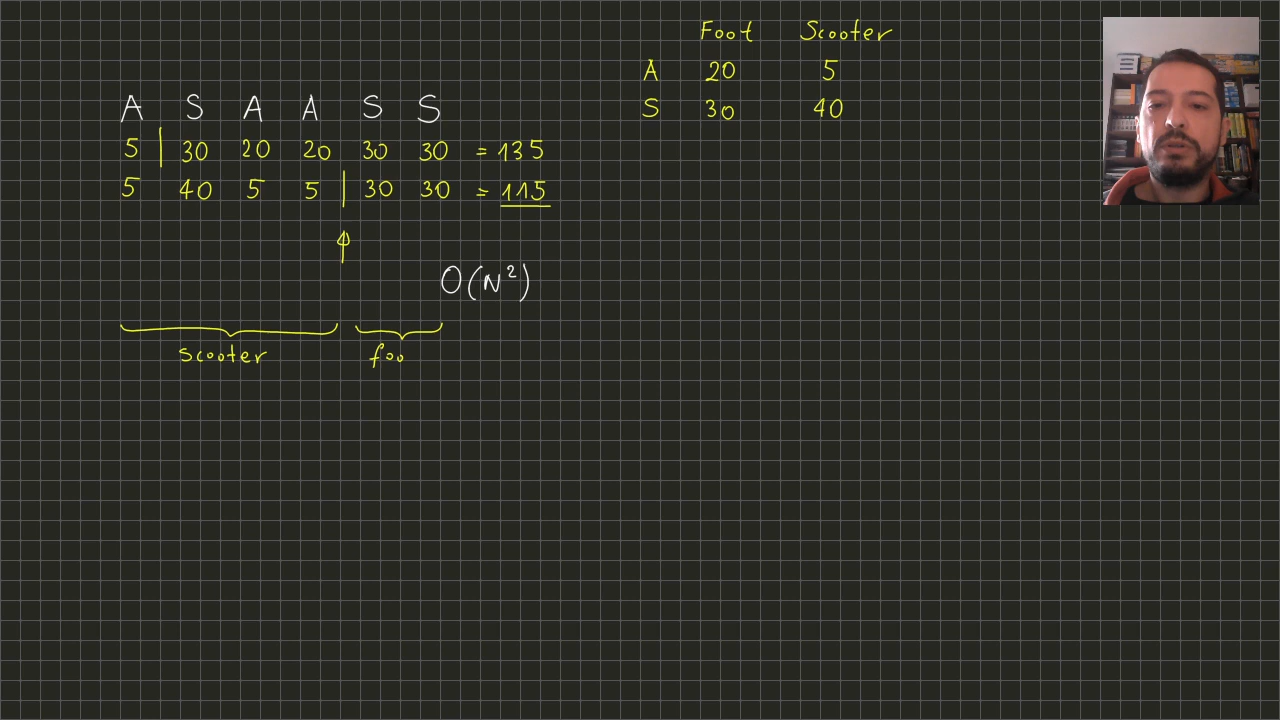 Foot Scooter
A 20 5
S 30 40
A S A A S S
5 | 30 20 20 30 30 = 135
5 40 5 5 | 30 30 = 115
O(N²)
scooter foo